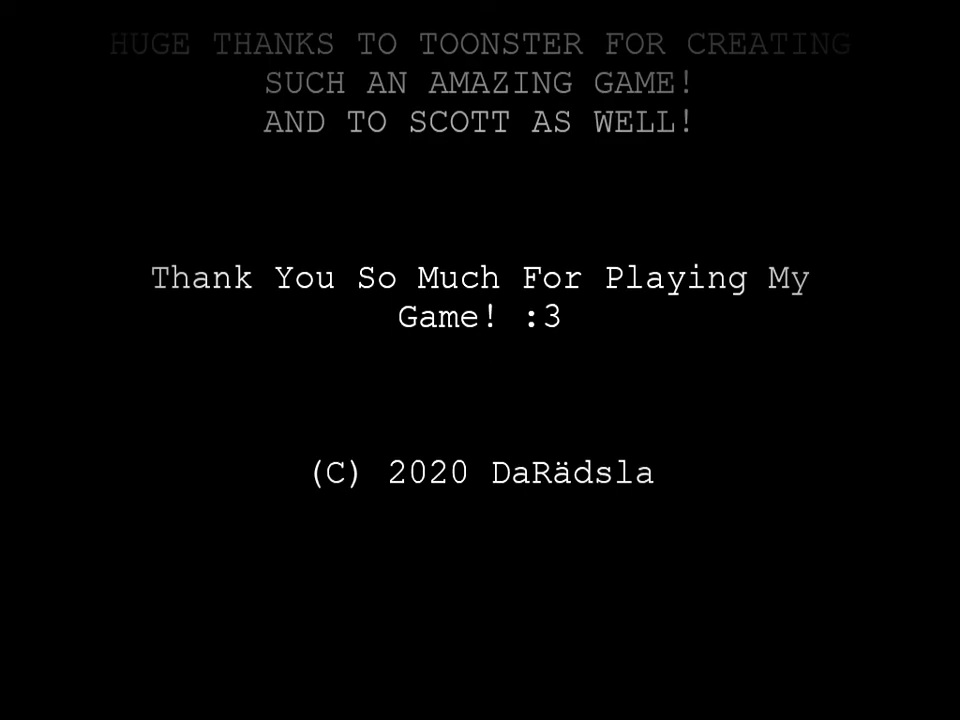 HUGE THANKS TO TOONSTER FOR CREATING
SUCH AN AMAZING GAME!
AND TO SCOTT AS WELL!
Thank You So Much For Playing My
Game! :3
(C) 2020 DaRädsla